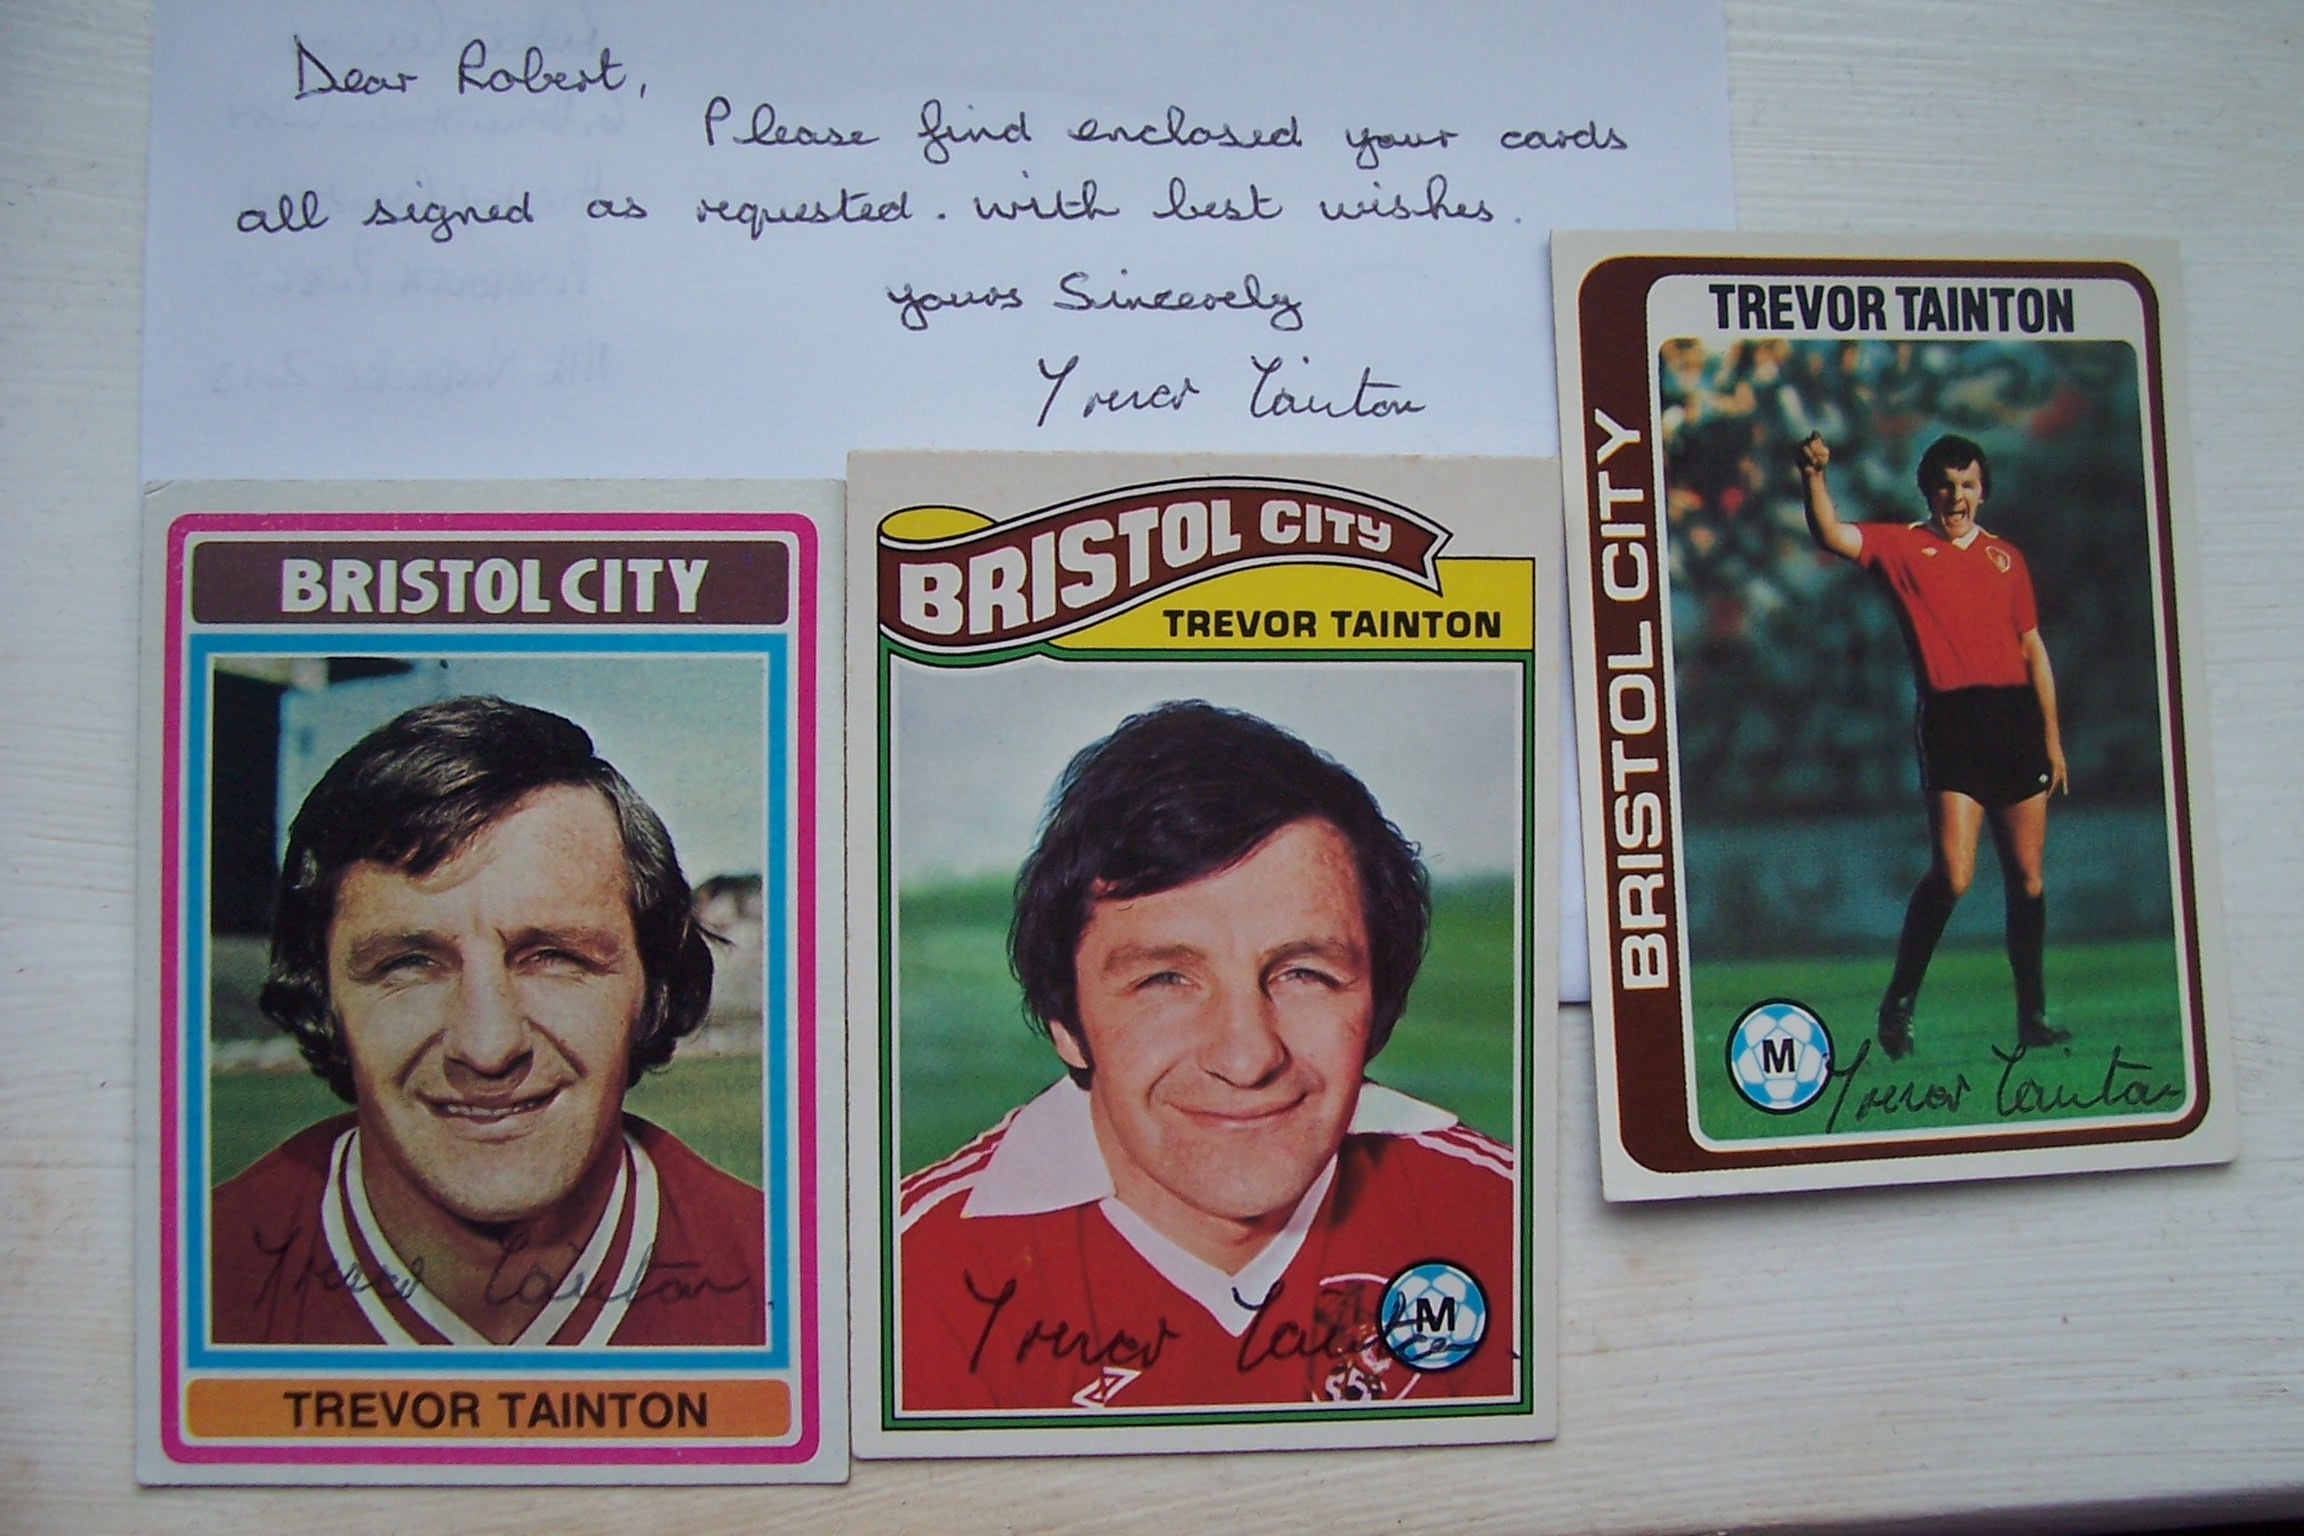 Dear Robert,
Please find enclosed your cards
all signed as requested. with best wishes.
yours Sincerely
Trevor Tainton
BRISTOL CITY
TREVOR TAINTON
Trevor Tainton.
BRISTOL CITY
TREVOR TAINTON
M
Trevor Tainton.
TREVOR TAINTON
BRISTOL CITY
M
Trevor Tainton